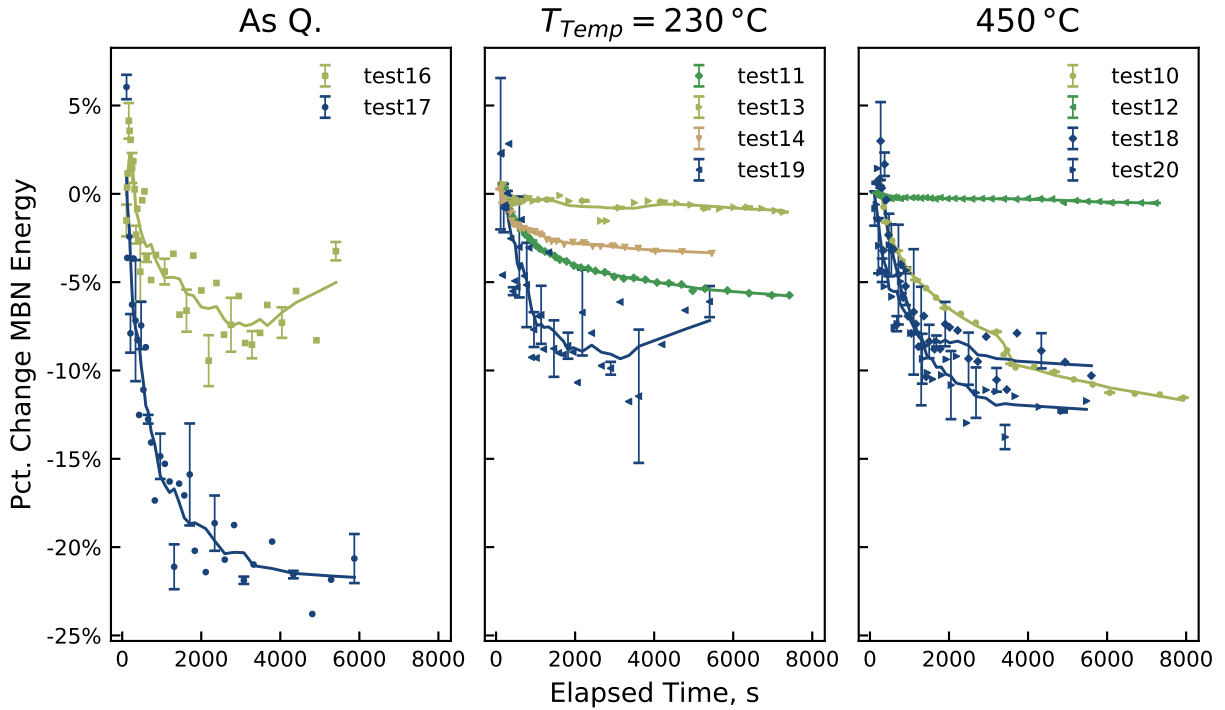 As Q.
T_Temp = 230 °C
450 °C
Pct. Change MBN Energy
5%
0%
-5%
-10%
-15%
-20%
-25%
test16
test17
test11
test13
test14
test19
test10
test12
test18
test20
0 2000 4000 6000 8000
0 2000 4000 6000 8000
0 2000 4000 6000 8000
Elapsed Time, s